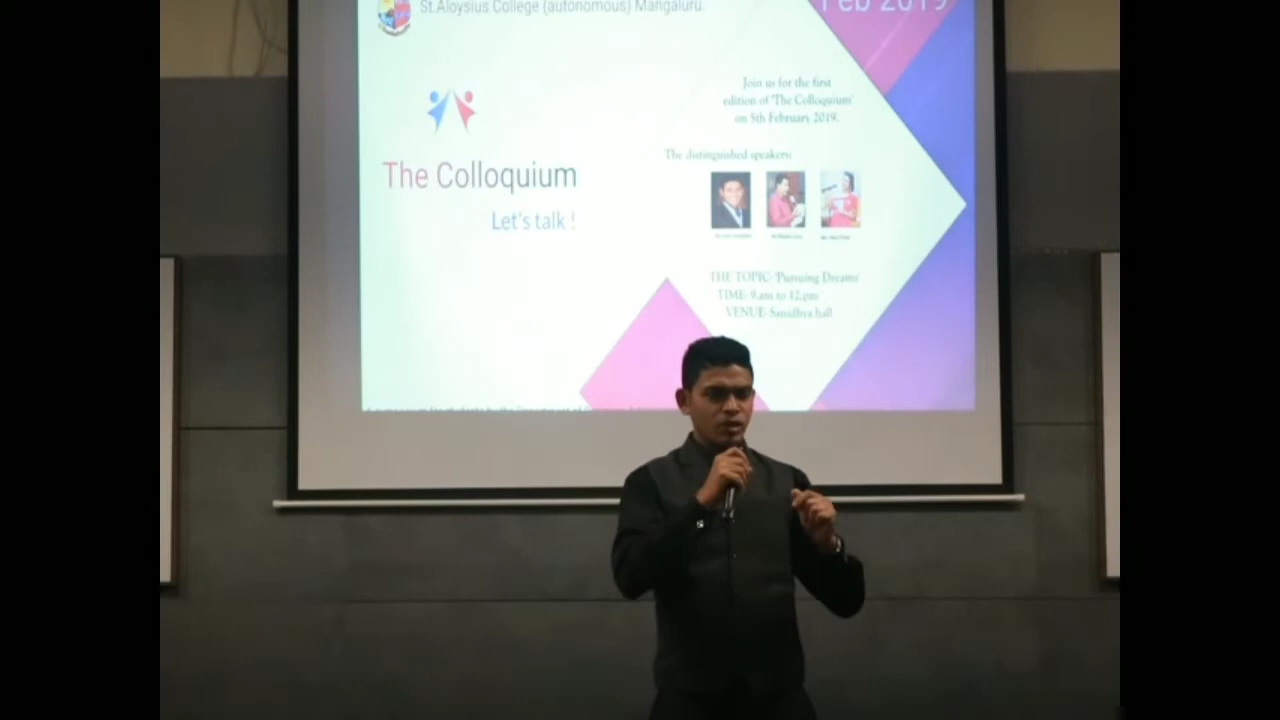 St.Aloysius College (autonomous) Mangaluru.
Feb 2019
Join us for the first
edition of 'The Colloquium'
on 5th February 2019.
The distinguished speakers:
The Colloquium
Let's talk !
THE TOPIC- 'Pursuing Dreams'
TIME- 9.am to 12.pm
VENUE- Sanidhya hall